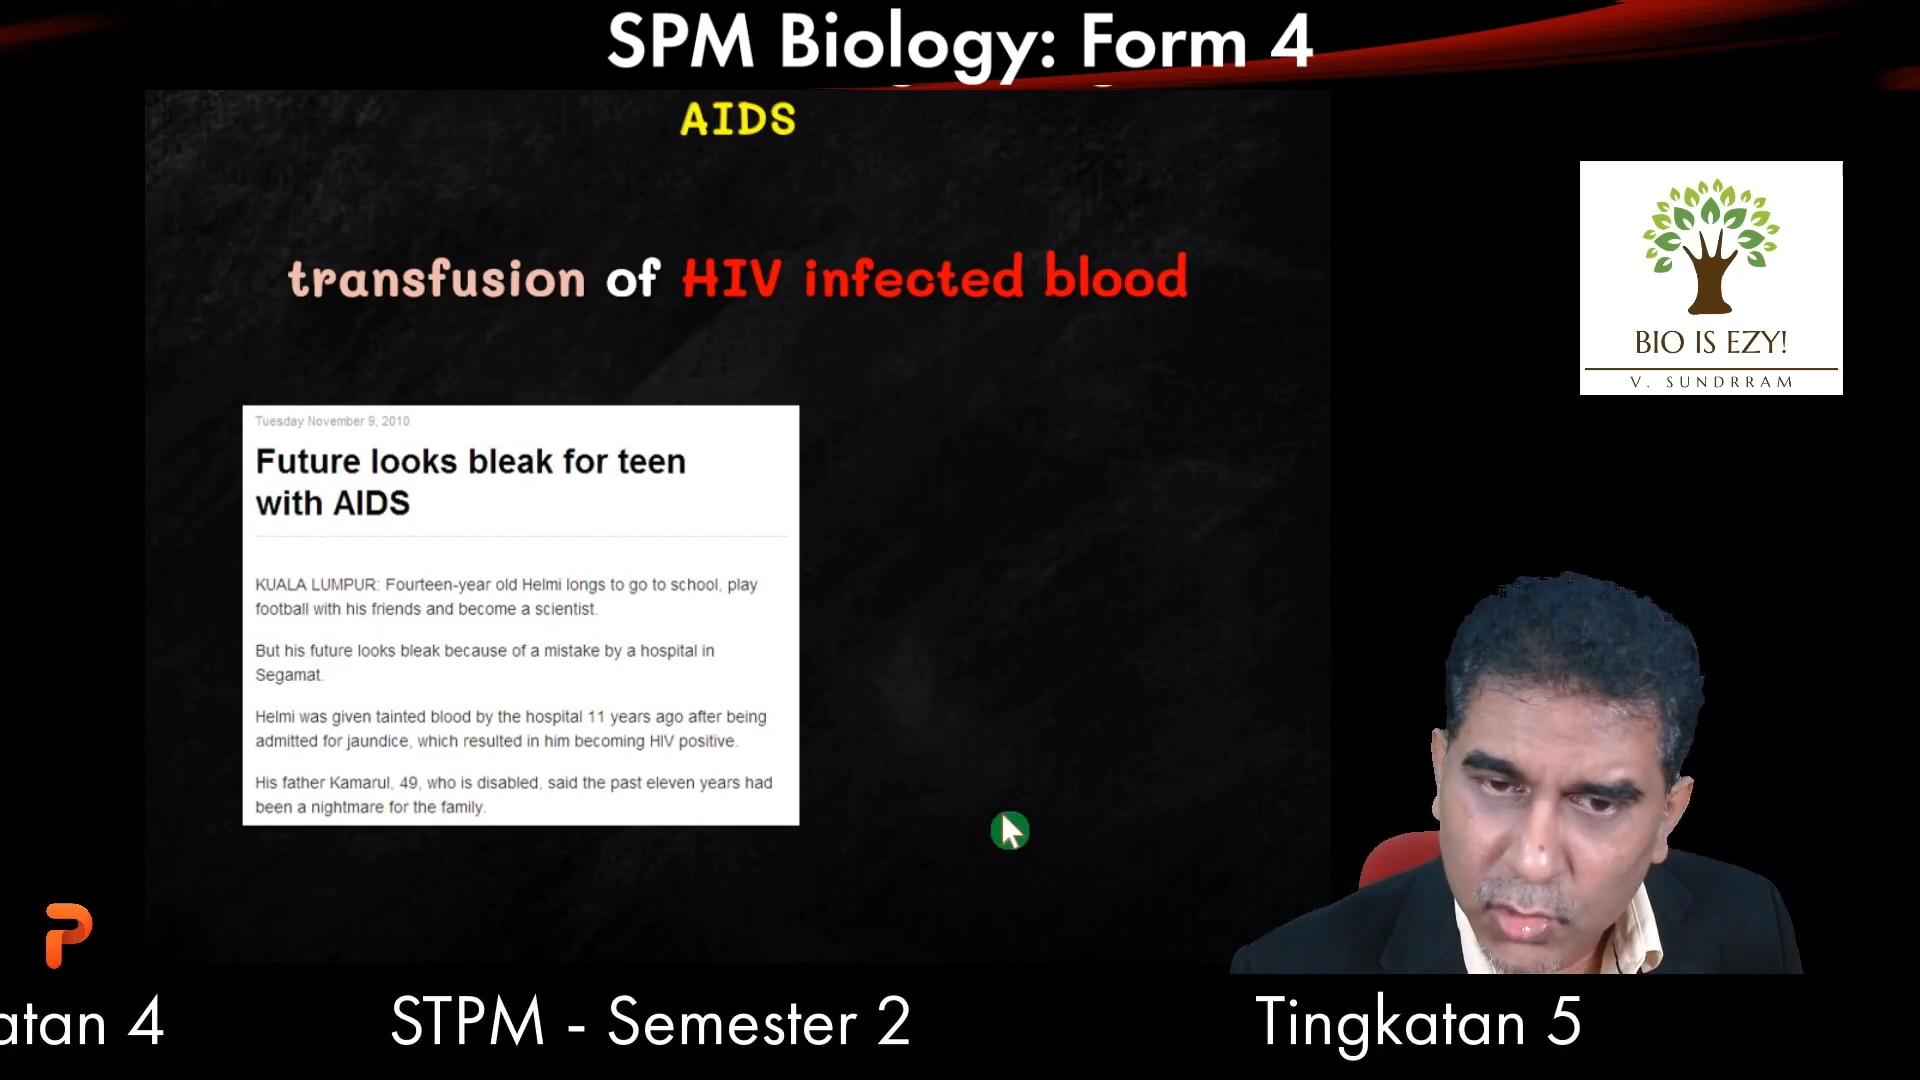 SPM Biology: Form 4
AIDS
transfusion of HIV infected blood
BIO IS EZY!
V. SUNDRRAM
Tuesday November 9, 2010
Future looks bleak for teen
with AIDS
KUALA LUMPUR: Fourteen-year old Helmi longs to go to school, play
football with his friends and become a scientist.
But his future looks bleak because of a mistake by a hospital in
Segamat.
Helmi was given tainted blood by the hospital 11 years ago after being
admitted for jaundice, which resulted in him becoming HIV positive.
His father Kamarul, 49, who is disabled, said the past eleven years had
been a nightmare for the family.
atan 4 STPM - Semester 2 Tingkatan 5